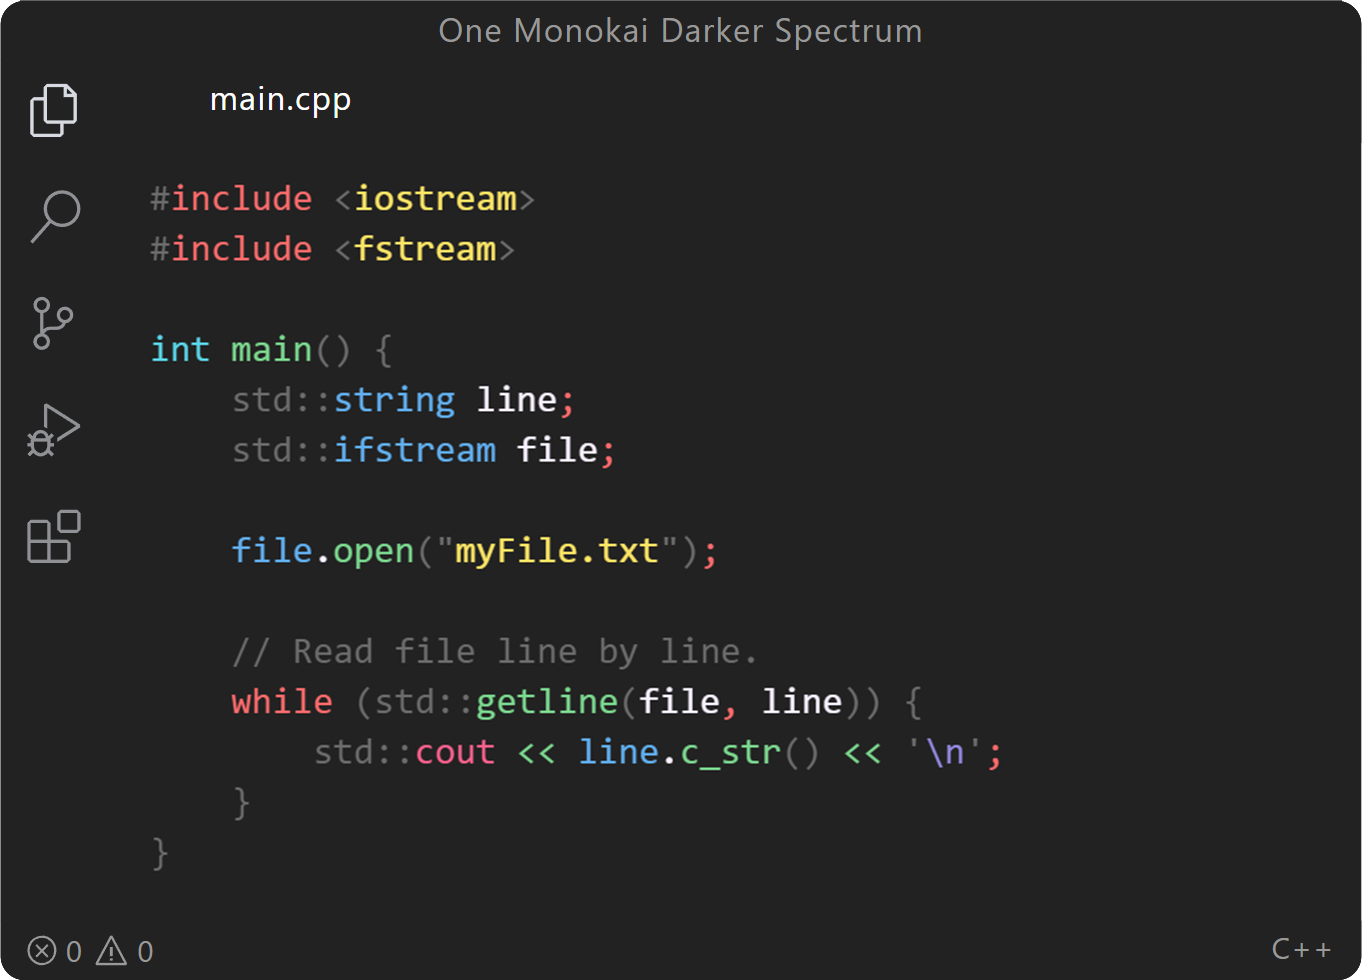 One Monokai Darker Spectrum
main.cpp
#include <iostream>
#include <fstream>
int main() {
    std::string line;
    std::ifstream file;
    file.open("myFile.txt");
    // Read file line by line.
    while (std::getline(file, line)) {
        std::cout << line.c_str() << '\n';
    }
}
0 0 C++